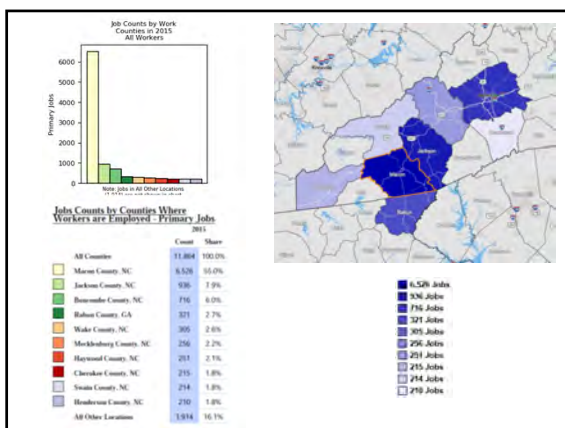 Job Counts by Work
Counties in 2015
All Workers
Primary Jobs
6000
5000
4000
3000
2000
1000
0
Note: Jobs in All Other Locations
Jobs Counts by Counties Where
Workers are Employed - Primary Jobs
2015
Count Share
All Counties 11,864 100.0%
Macon County, NC 6,526 55.0%
Jackson County, NC 936 7.9%
Buncombe County, NC 716 6.0%
Rabun County, GA 321 2.7%
Wake County, NC 305 2.6%
Mecklenburg County, NC 256 2.2%
Haywood County, NC 251 2.1%
Cherokee County, NC 215 1.8%
Swain County, NC 214 1.8%
Henderson County, NC 210 1.8%
All Other Locations 1,914 16.1%
Jackson
Macon
Rabun
6,526 Jobs
936 Jobs
716 Jobs
321 Jobs
305 Jobs
256 Jobs
251 Jobs
215 Jobs
214 Jobs
210 Jobs